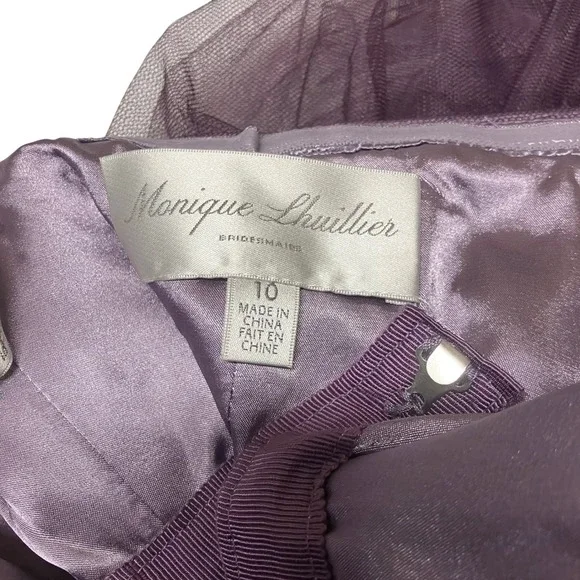 Monique Lhuillier
BRIDESMAIDS
10
MADE IN
CHINA
FAIT EN
CHINE